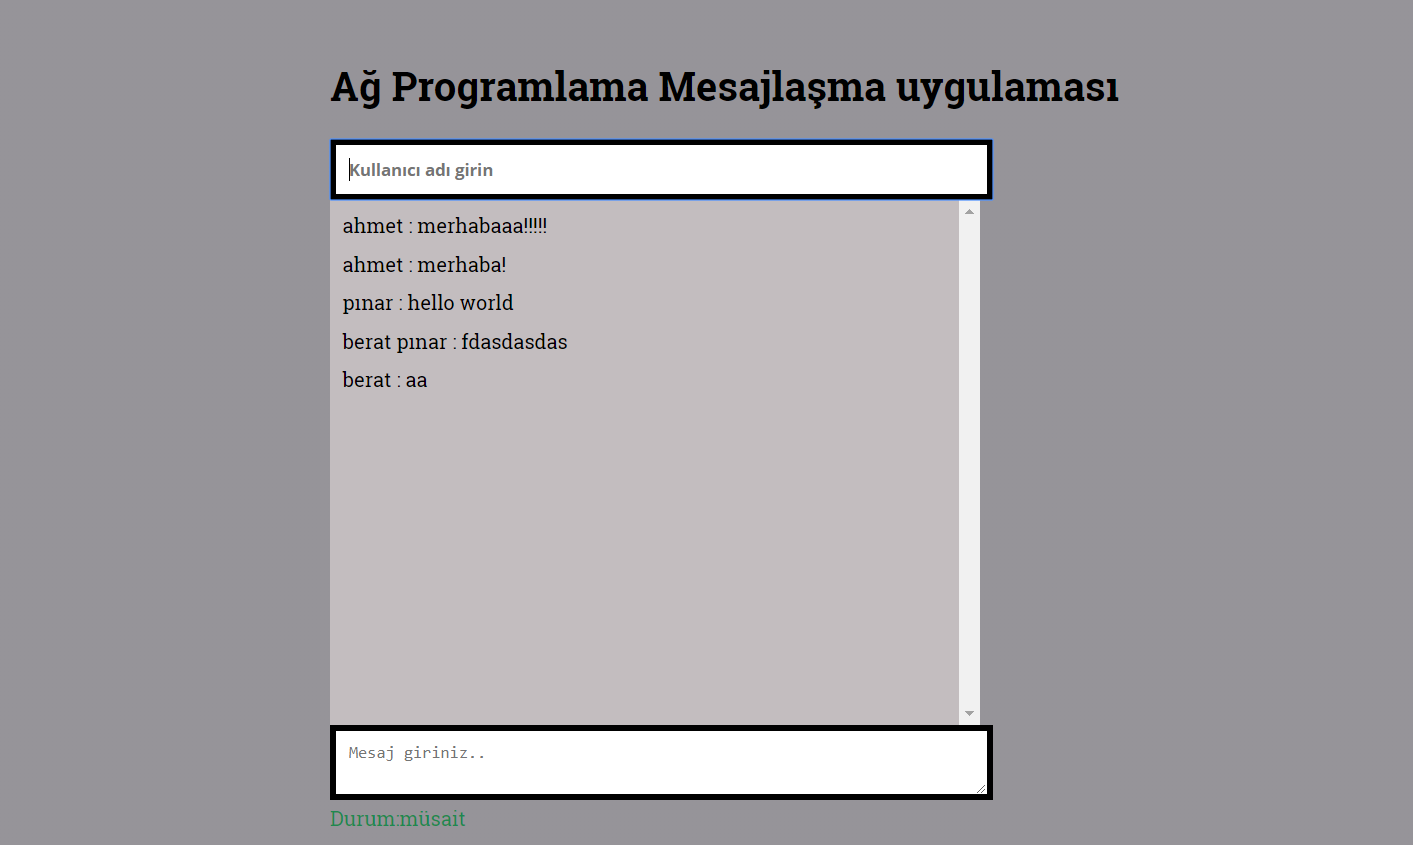 Ağ Programlama Mesajlaşma uygulaması
Kullanıcı adı girin
ahmet : merhabaaa!!!!!
ahmet : merhaba!
pınar : hello world
berat pınar : fdasdasdas
berat : aa
Mesaj giriniz..
Durum:müsait